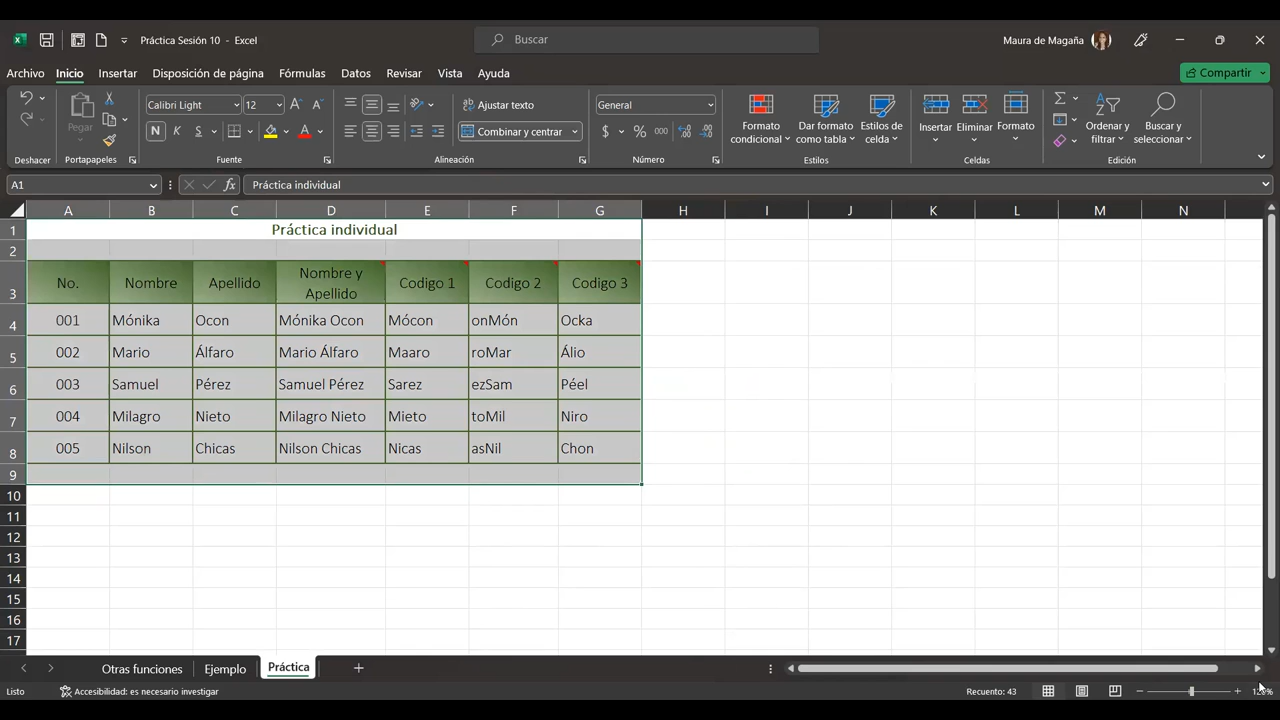 Práctica Sesión 10 - Excel
Buscar
Maura de Magaña
Archivo Inicio Insertar Disposición de página Fórmulas Datos Revisar Vista Ayuda
Compartir
Pegar
Calibri Light 12
N K S
Ajustar texto
Combinar y centrar
General
$ % 000
Formato condicional
Dar formato como tabla
Estilos de celda
Insertar
Eliminar
Formato
Ordenar y filtrar
Buscar y seleccionar
Deshacer Portapapeles Fuente Alineación Número Estilos Celdas Edición
A1 fx Práctica individual
A B C D E F G H I J K L M N
1 Práctica individual
2
3 No. Nombre Apellido Nombre y Apellido Codigo 1 Codigo 2 Codigo 3
4 001 Mónika Ocon Mónika Ocon Mócon onMón Ocka
5 002 Mario Álfaro Mario Álfaro Maaro roMar Álio
6 003 Samuel Pérez Samuel Pérez Sarez ezSam Péel
7 004 Milagro Nieto Milagro Nieto Mieto toMil Niro
8 005 Nilson Chicas Nilson Chicas Nicas asNil Chon
9
10
11
12
13
14
15
16
17
Otras funciones Ejemplo Práctica
Listo Accesibilidad: es necesario investigar Recuento: 43